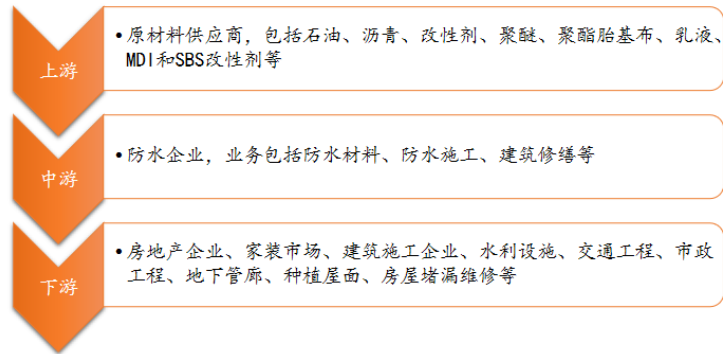 上游
•原材料供应商，包括石油、沥青、改性剂、聚醚、聚酯胎基布、乳液、
MDI和SBS改性剂等
中游
•防水企业，业务包括防水材料、防水施工、建筑修缮等
下游
•房地产企业、家装市场、建筑施工企业、水利设施、交通工程、市政
工程、地下管廊、种植屋面、房屋堵漏维修等